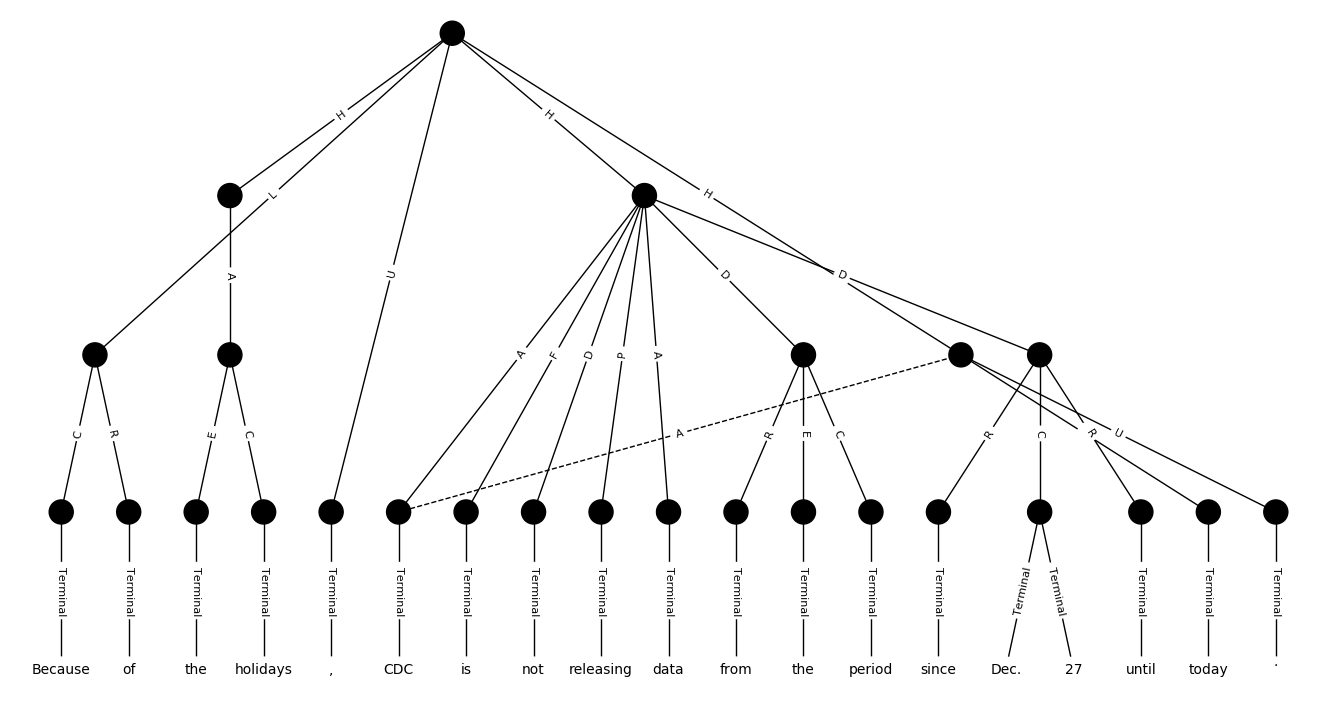 H
H
L
H
A
U
D
D
A
F
D
P
A
C
R
E
C
A
R
E
C
R
C
R
U
Terminal Terminal Terminal Terminal Terminal Terminal Terminal Terminal Terminal Terminal Terminal Terminal Terminal Terminal Terminal Terminal Terminal Terminal Terminal
Because of the holidays , CDC is not releasing data from the period since Dec. 27 until today .